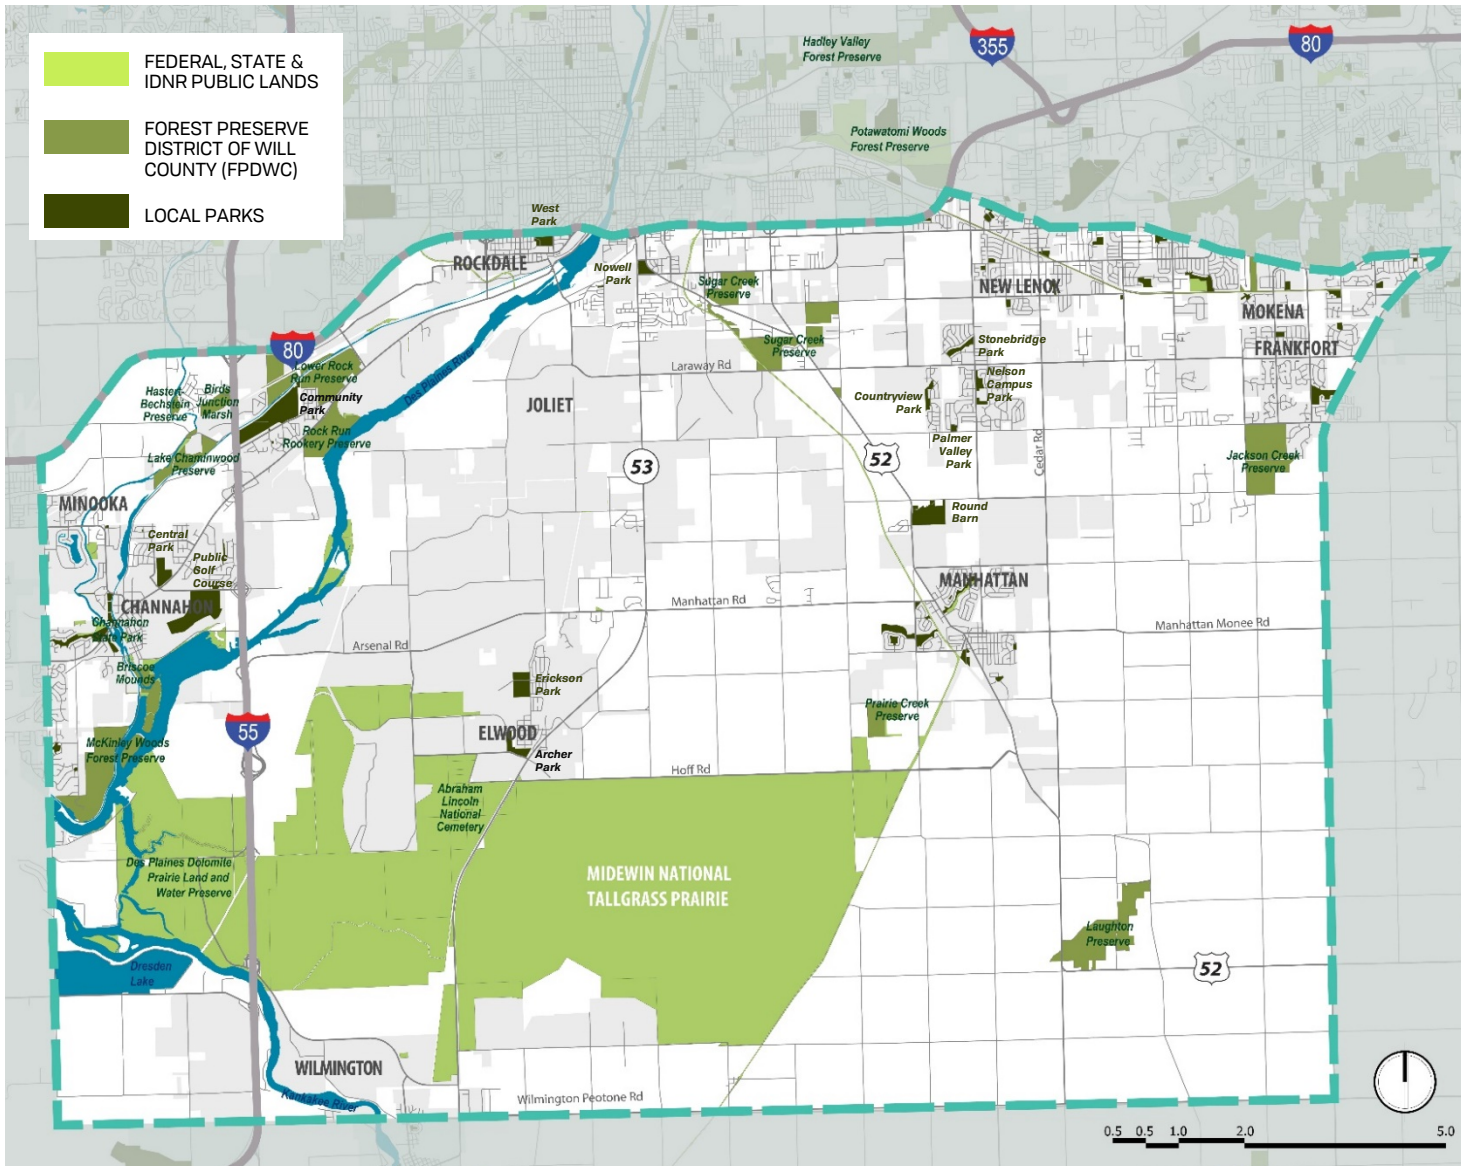 FEDERAL, STATE &
IDNR PUBLIC LANDS
FOREST PRESERVE
DISTRICT OF WILL
COUNTY (FPDWC)
LOCAL PARKS
Hadley Valley
Forest Preserve
355
80
Potawatomi Woods
Forest Preserve
West
Park
ROCKDALE
Nowell
Park
Sugar Creek
Preserve
NEW LENOX
MOKENA
FRANKFORT
80
Lower Rock
Run Preserve
Des Plaines River
Sugar Creek
Preserve
Stonebridge
Park
Laraway Rd
Hastert
Bechstein
Preserve
Birds
Junction
Marsh
Community
Park
JOLIET
Countryview
Park
Nelson
Campus
Park
Rock Run
Rookery Preserve
Palmer
Valley
Park
Cedar Rd
Lake Chaminwood
Preserve
53
52
Jackson Creek
Preserve
MINOOKA
Round
Barn
Central
Park
Public
Golf
Course
MANHATTAN
CHANNAHON
Manhattan Rd
Channahon
State Park
Manhattan Monee Rd
Arsenal Rd
Briscoe
Mounds
Erickson
Park
Prairie Creek
Preserve
55
ELWOOD
McKinley Woods
Forest Preserve
Archer
Park
Hoff Rd
Abraham
Lincoln
National
Cemetery
Des Plaines Dolomite
Prairie Land and
Water Preserve
MIDEWIN NATIONAL
TALLGRASS PRAIRIE
Laughton
Preserve
Dresden
Lake
52
WILMINGTON
Kankakee River
Wilmington Peotone Rd
0.5 0.5 1.0 2.0 5.0